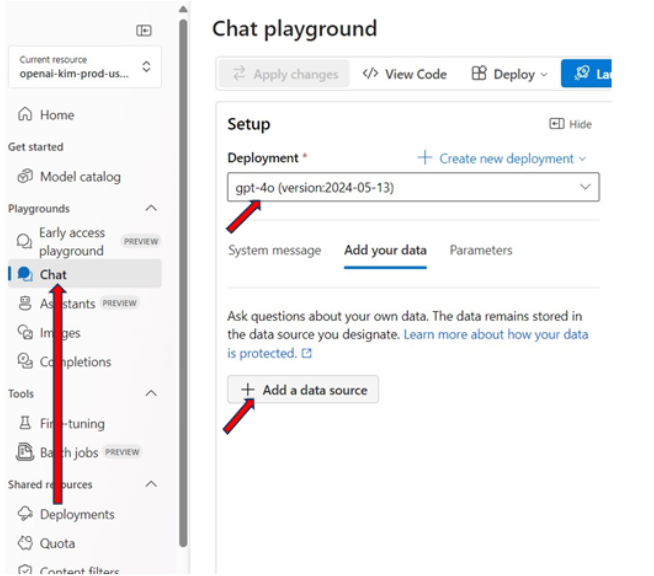 Current resource
openai-kim-prod-us...
Home
Get started
Model catalog
Playgrounds
Early access
playground PREVIEW
Chat
Assistants PREVIEW
Images
Completions
Tools
Fine-tuning
Batch jobs PREVIEW
Shared resources
Deployments
Quota
Content filters
Chat playground
Apply changes
View Code
Deploy
Setup
Hide
Deployment *
Create new deployment
gpt-4o (version:2024-05-13)
System message
Add your data
Parameters
Ask questions about your own data. The data remains stored in
the data source you designate. Learn more about how your data
is protected.
Add a data source